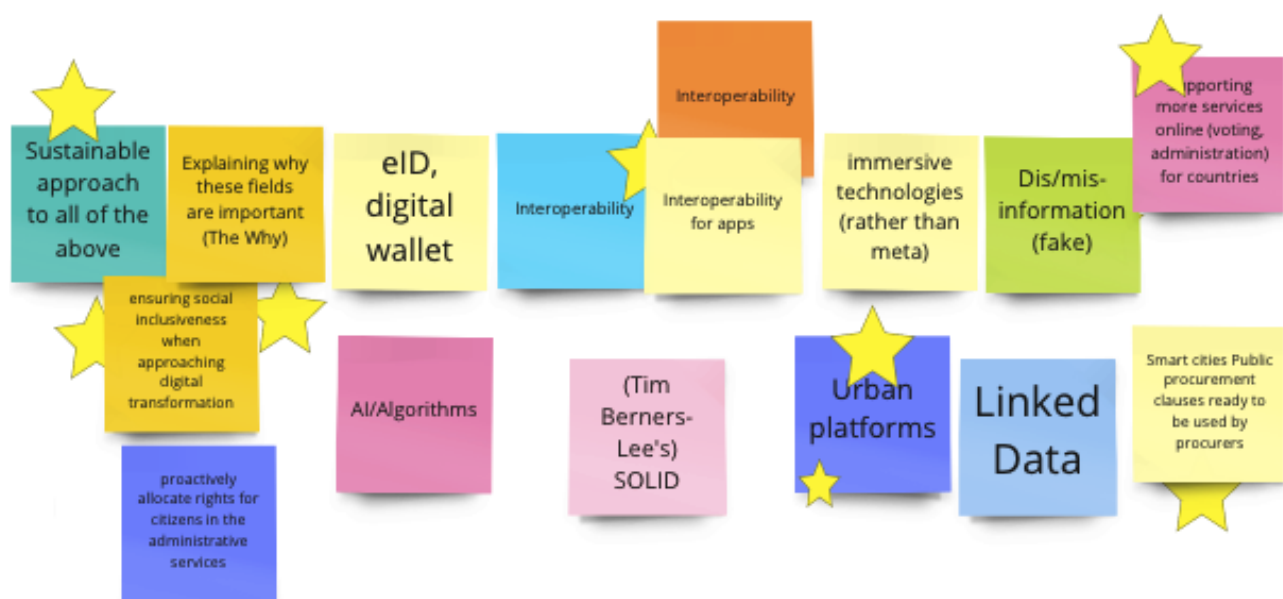 Sustainable
approach
to all of the
above
Explaining why
these fields
are important
(The Why)
eID,
digital
wallet
Interoperability
Interoperability
Interoperability
for apps
immersive
technologies
(rather than
meta)
Dis/mis-
information
(fake)
Supporting
more services
online (voting,
administration)
for countries
ensuring social
inclusiveness
when
approaching
digital
transformation
AI/Algorithms
(Tim
Berners-
Lee's)
SOLID
Urban
platforms
Linked
Data
Smart cities Public
procurement
clauses ready to
be used by
procurers
proactively
allocate rights for
citizens in the
administrative
services